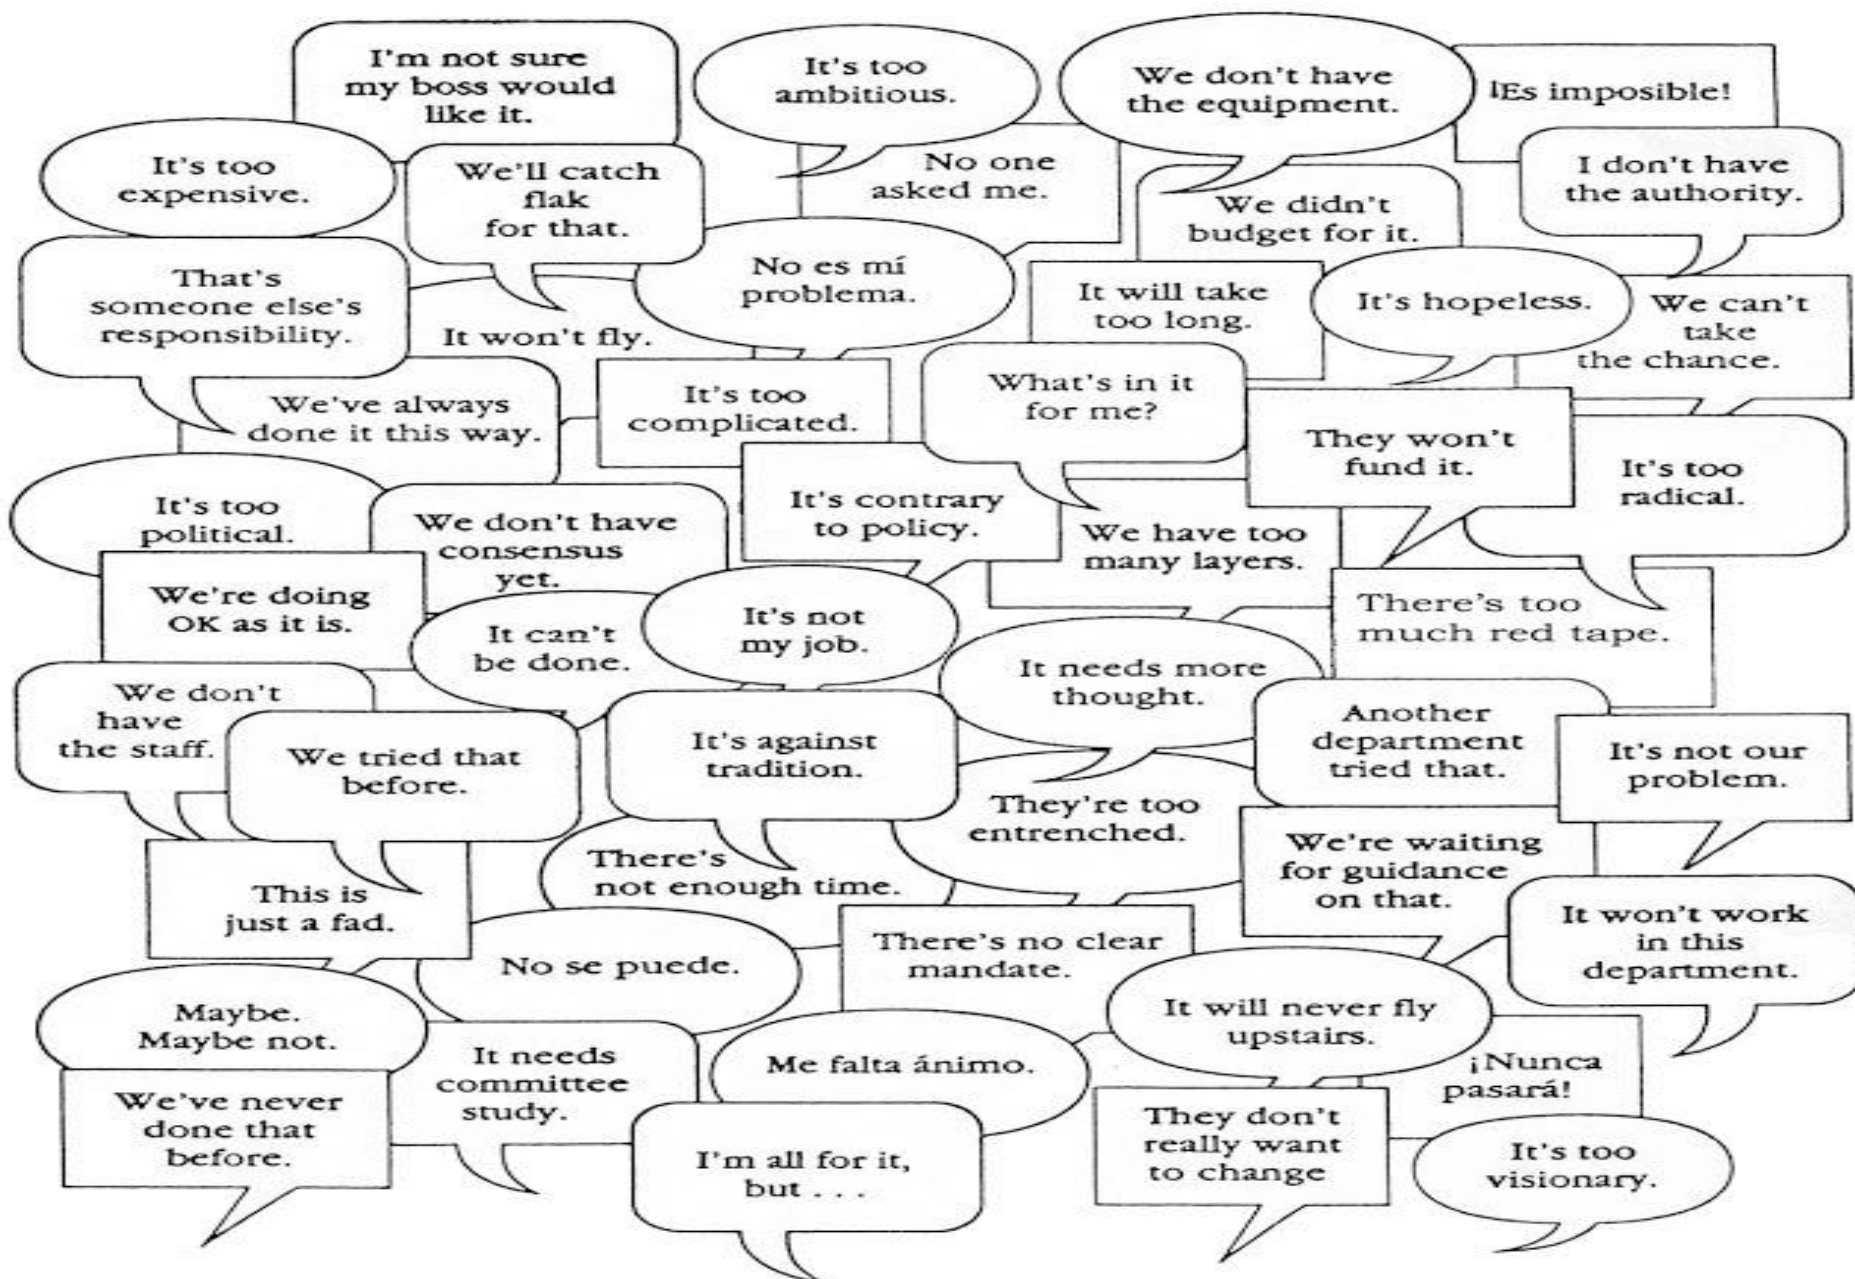 I'm not sure
my boss would
like it.
It's too
ambitious.
We don't have
the equipment.
¡Es imposible!
It's too
expensive.
We'll catch
flak
for that.
No one
asked me.
We didn't
budget for it.
I don't have
the authority.
That's
someone else's
responsibility.
It won't fly.
No es mí
problema.
It will take
too long.
It's hopeless.
We can't
take
the chance.
We've always
done it this way.
It's too
complicated.
What's in it
for me?
They won't
fund it.
It's too
radical.
It's too
political.
We don't have
consensus
yet.
It's contrary
to policy.
We have too
many layers.
We're doing
OK as it is.
It can't
be done.
It's not
my job.
It needs more
thought.
There's too
much red tape.
We don't
have
the staff.
We tried that
before.
It's against
tradition.
They're too
entrenched.
Another
department
tried that.
It's not our
problem.
This is
just a fad.
There's
not enough time.
We're waiting
for guidance
on that.
It won't work
in this
department.
No se puede.
There's no clear
mandate.
Maybe.
Maybe not.
It needs
committee
study.
Me falta ánimo.
It will never fly
upstairs.
¡Nunca
pasará!
We've never
done that
before.
I'm all for it,
but . . .
They don't
really want
to change
It's too
visionary.